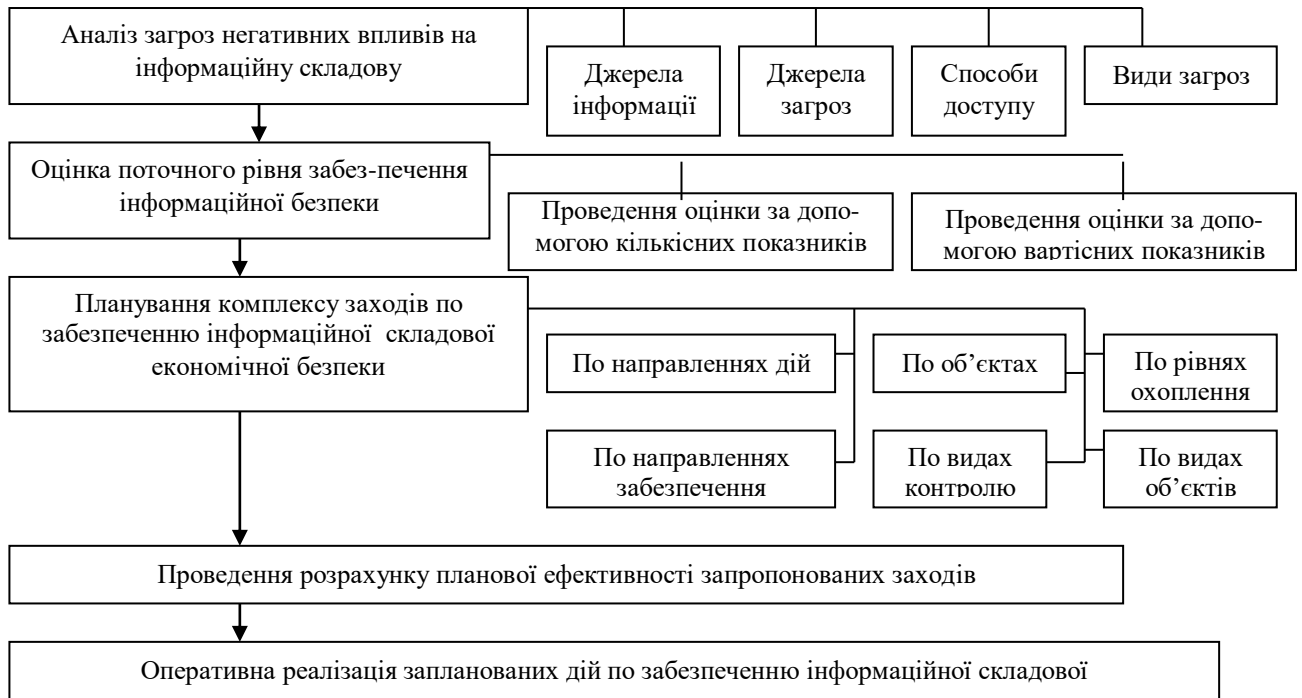 Аналіз загроз негативних впливів на
інформаційну складову
Джерела
інформації
Джерела
загроз
Способи
доступу
Види загроз
Оцінка поточного рівня забез-печення
інформаційної безпеки
Проведення оцінки за допо-
могою кількісних показників
Проведення оцінки за допо-
могою вартісних показників
Планування комплексу заходів по
забезпеченню інформаційної складової
економічної безпеки
По направленнях дій
По об’єктах
По рівнях
охоплення
По направленнях
забезпечення
По видах
контролю
По видах
об’єктів
Проведення розрахунку планової ефективності запропонованих заходів
Оперативна реалізація запланованих дій по забезпеченню інформаційної складової